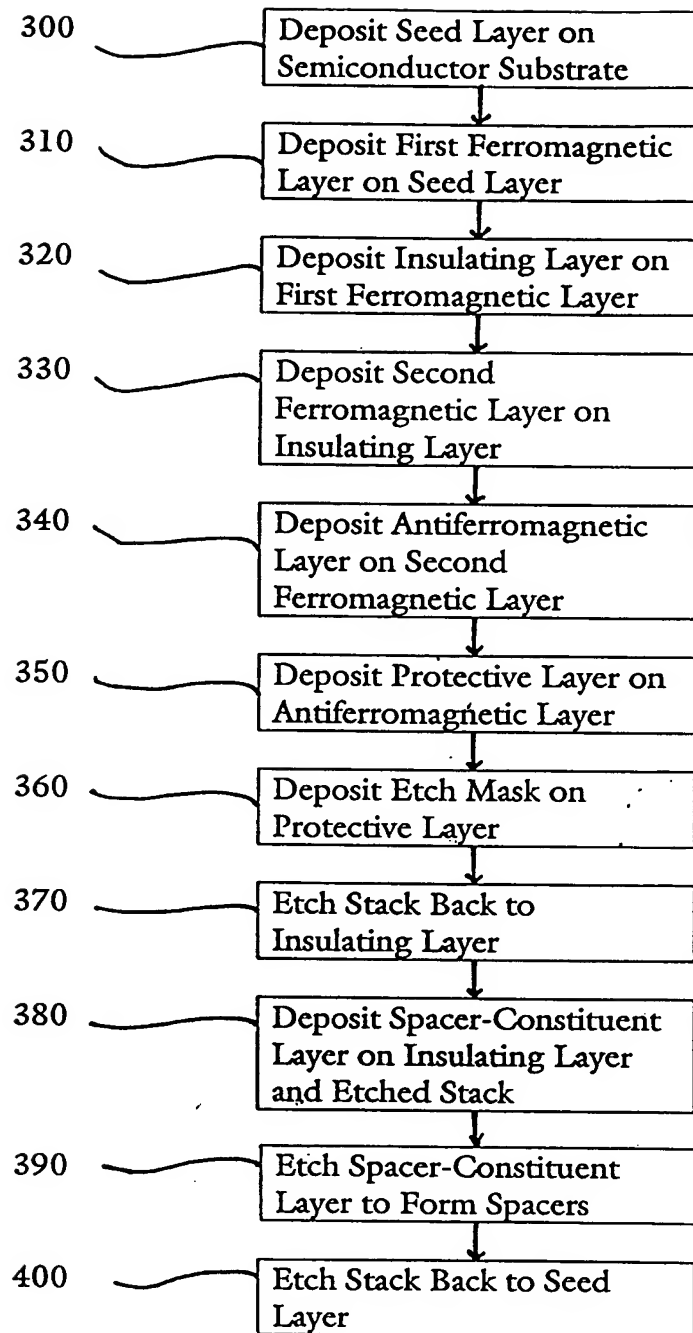 300 Deposit Seed Layer on
Semiconductor Substrate
310 Deposit First Ferromagnetic
Layer on Seed Layer
320 Deposit Insulating Layer on
First Ferromagnetic Layer
330 Deposit Second
Ferromagnetic Layer on
Insulating Layer
340 Deposit Antiferromagnetic
Layer on Second
Ferromagnetic Layer
350 Deposit Protective Layer on
Antiferromagnetic Layer
360 Deposit Etch Mask on
Protective Layer
370 Etch Stack Back to
Insulating Layer
380 Deposit Spacer-Constituent
Layer on Insulating Layer
and Etched Stack
390 Etch Spacer-Constituent
Layer to Form Spacers
400 Etch Stack Back to Seed
Layer